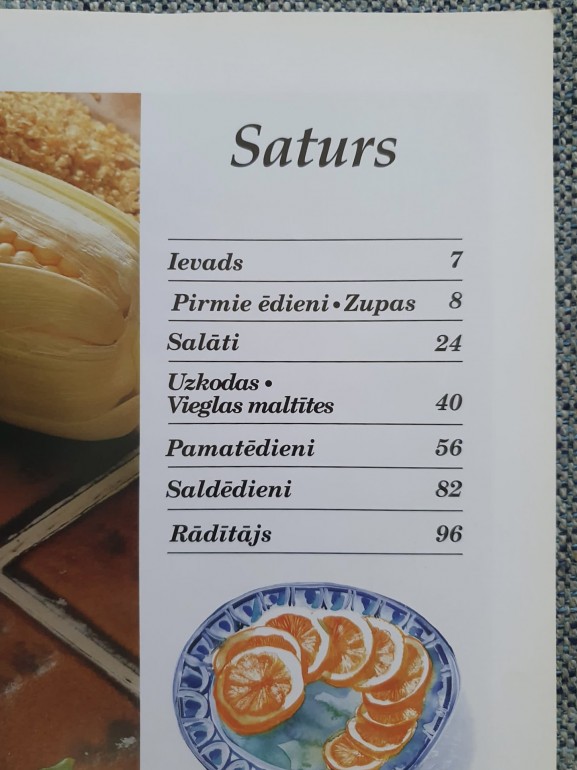 Saturs
Ievads 7
Pirmie ēdieni • Zupas 8
Salāti 24
Uzkodas •
Vieglas maltītes 40
Pamatēdieni 56
Saldēdieni 82
Rādītājs 96